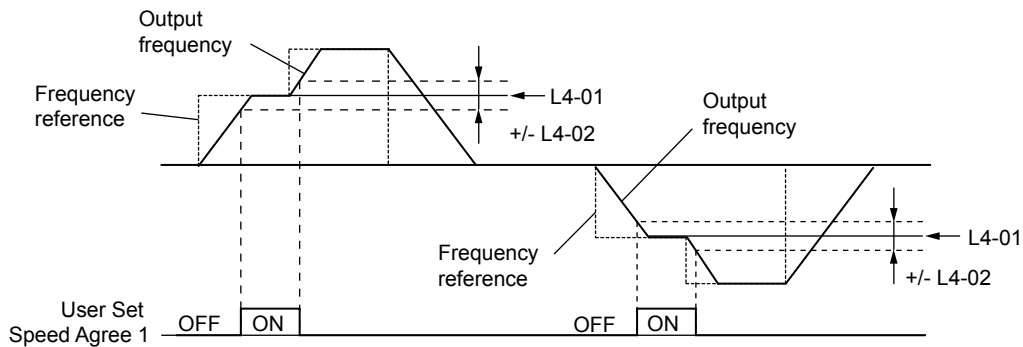 Output
frequency
Frequency
reference
L4-01
+/- L4-02
Output
frequency
Frequency
reference
L4-01
+/- L4-02
User Set
Speed Agree 1
OFF
ON
OFF
ON